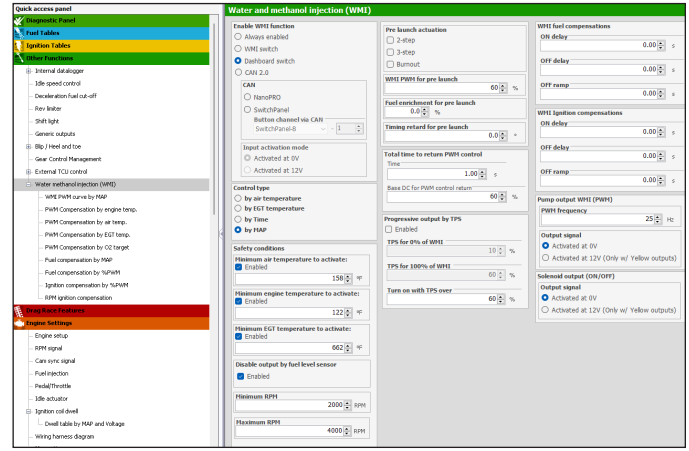 Quick access panel
Diagnostic Panel
Fuel Tables
Ignition Tables
Other Functions
Internal datalogger
Idle speed control
Deceleration fuel cut-off
Rev limiter
Shift light
Generic outputs
Blip / Heel and toe
Gear Control Management
External TCU control
Water methanol injection (WMI)
WMI PWM curve by MAP
PWM Compensation by engine temp.
PWM Compensation by air temp.
PWM Compensation by EGT temp.
PWM Compensation by O2 target
Fuel compensation by MAP
Fuel compensation by %PWM
Ignition compensation by %PWM
RPM ignition compensation
Drag Race Features
Engine Settings
Engine setup
RPM signal
Cam sync signal
Fuel injection
Pedal/Throttle
Idle actuator
Ignition coil dwell
Dwell table by MAP and Voltage
Wiring harness diagram
Water and methanol injection (WMI)
Enable WMI function
Always enabled
WMI switch
Dashboard switch
CAN 2.0
CAN
NanoPRO
SwitchPanel
Button channel via CAN
SwitchPanel-8 - 1
Input activation mode
Activated at 0V
Activated at 12V
Control type
by air temperature
by EGT temperature
by Time
by MAP
Safety conditions
Minimum air temperature to activate:
Enabled
158 ºF
Minimum engine temperature to activate:
Enabled
122 ºF
Minimum EGT temperature to activate:
Enabled
662 ºF
Disable output by fuel level sensor
Enabled
Minimum RPM
2000 RPM
Maximum RPM
4000 RPM
Pre launch actuation
2-step
3-step
Burnout
WMI PWM for pre launch
60 %
Fuel enrichment for pre launch
0.0 %
Timing retard for pre launch
0.0 °
Total time to return PWM control
Time
1.00 s
Base DC for PWM control return
60 %
Progressive output by TPS
Enabled
TPS for 0% of WMI
10 %
TPS for 100% of WMI
60 %
Turn on with TPS over
60 %
WMI fuel compensations
ON delay
0.00 s
OFF delay
0.00 s
OFF ramp
0.00 s
WMI Ignition compensations
ON delay
0.00 s
OFF delay
0.00 s
OFF ramp
0.00 s
Pump output WMI (PWM)
PWM frequency
25 Hz
Output signal
Activated at 0V
Activated at 12V (Only w/ Yellow outputs)
Solenoid output (ON/OFF)
Output signal
Activated at 0V
Activated at 12V (Only w/ Yellow outputs)